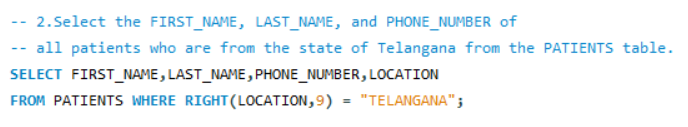 -- 2.Select the FIRST_NAME, LAST_NAME, and PHONE_NUMBER of
-- all patients who are from the state of Telangana from the PATIENTS table.
SELECT FIRST_NAME,LAST_NAME,PHONE_NUMBER,LOCATION
FROM PATIENTS WHERE RIGHT(LOCATION,9) = "TELANGANA";